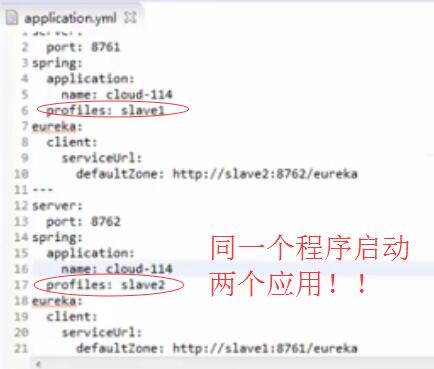 application.yml
1 server:
2 port: 8761
3 spring:
4 application:
5 name: cloud-114
6 profiles: slave1
7 eureka:
8 client:
9 serviceUrl:
10 defaultZone: http://slave2:8762/eureka
11 ---
12 server:
13 port: 8762
14 spring:
15 application:
16 name: cloud-114
17 profiles: slave2
18 eureka:
19 client:
20 serviceUrl:
21 defaultZone: http://slave1:8761/eureka
同一个程序启动
两个应用！！